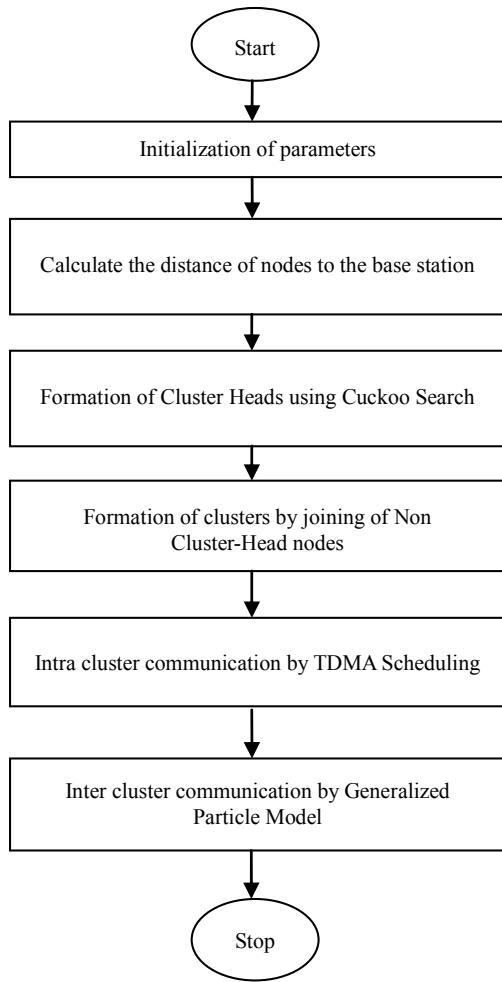 Start
Initialization of parameters
Calculate the distance of nodes to the base station
Formation of Cluster Heads using Cuckoo Search
Formation of clusters by joining of Non
Cluster-Head nodes
Intra cluster communication by TDMA Scheduling
Inter cluster communication by Generalized
Particle Model
Stop